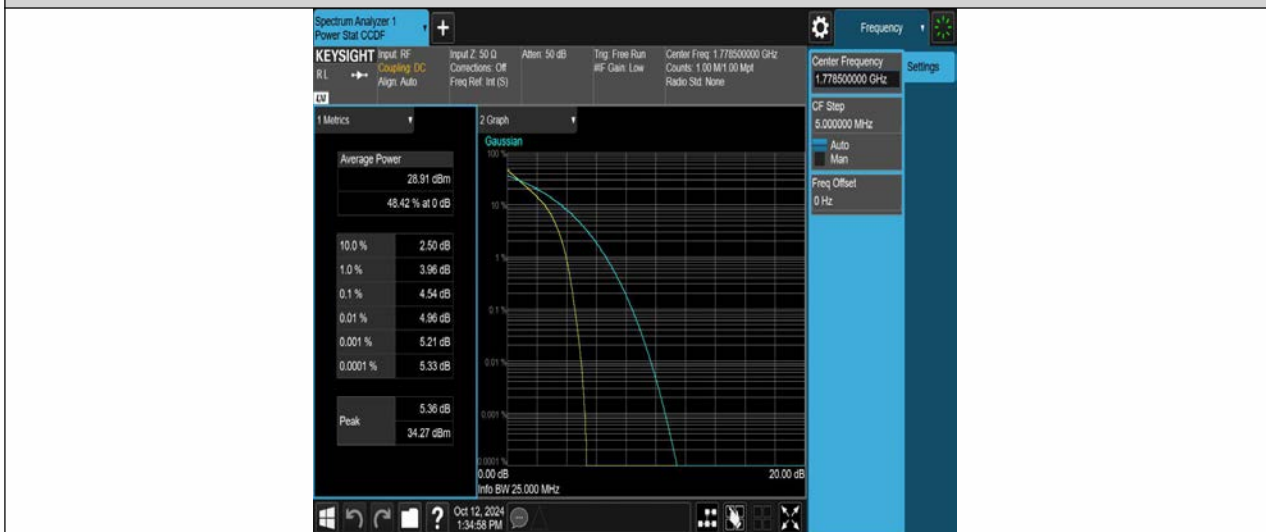 Spectrum Analyzer 1
Power Stat CCDF
+
Frequency
KEYSIGHT
RL
Input: RF
Coupling: DC
Align: Auto
Input Z: 50 Ω
Corrections: Off
Freq Ref: Int (S)
Atten: 50 dB
Trig: Free Run
#IF Gain: Low
Center Freq: 1.778500000 GHz
Counts: 1.00 M/1.00 Mpt
Radio Std: None
Center Frequency
1.778500000 GHz
Settings
CF Step
5.000000 MHz
Auto
Man
Freq Offset
0 Hz
1 Metrics
Average Power
28.91 dBm
48.42 % at 0 dB
10.0 % 2.50 dB
1.0 % 3.96 dB
0.1 % 4.54 dB
0.01 % 4.96 dB
0.001 % 5.21 dB
0.0001 % 5.33 dB
Peak
5.36 dB
34.27 dBm
2 Graph
Gaussian
100 %
10 %
1 %
0.1 %
0.01 %
0.001 %
0.0001 %
0.00 dB 20.00 dB
Info BW 25.000 MHz
?
Oct 12, 2024
1:34:58 PM